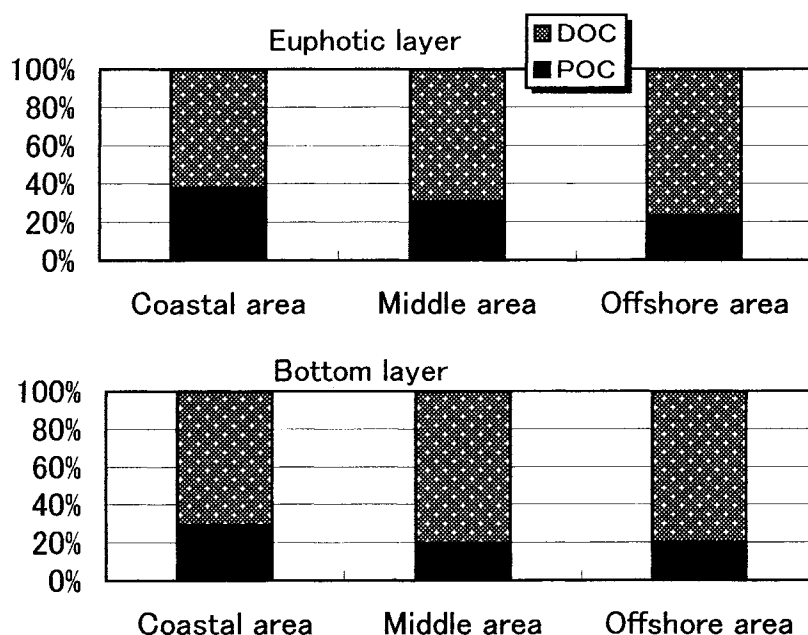 Euphotic layer
DOC
POC
100%
80%
60%
40%
20%
0%
Coastal area Middle area Offshore area
Bottom layer
100%
80%
60%
40%
20%
0%
Coastal area Middle area Offshore area